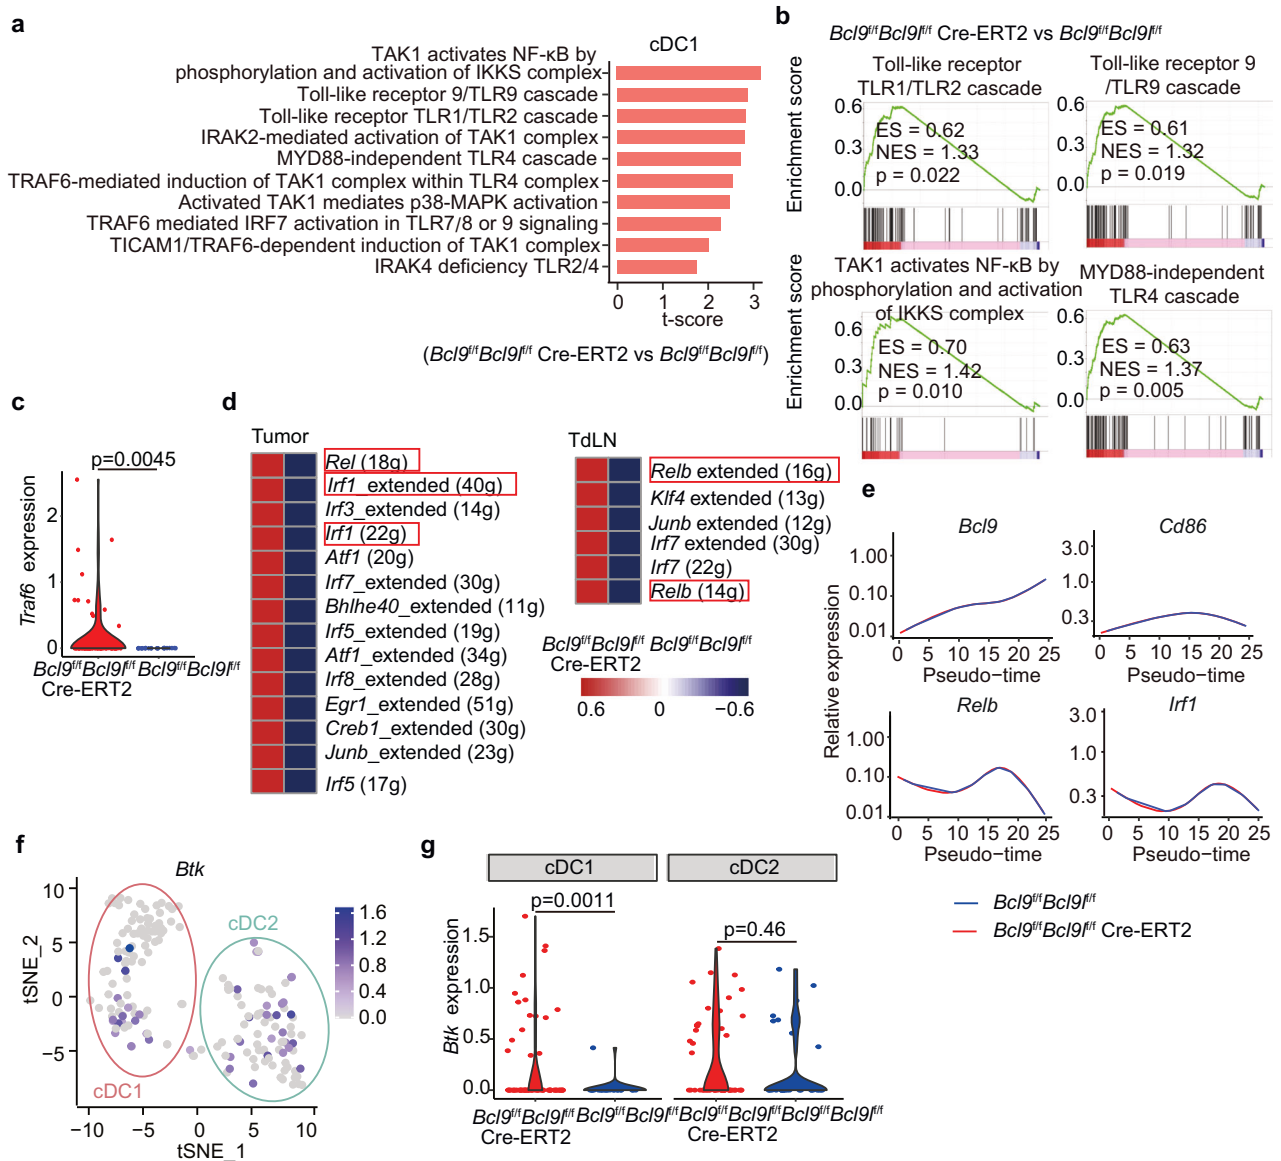 a
cDC1
TAK1 activates NF-κB by
phosphorylation and activation of IKKS complex
Toll-like receptor 9/TLR9 cascade
Toll-like receptor TLR1/TLR2 cascade
IRAK2-mediated activation of TAK1 complex
MYD88-independent TLR4 cascade
TRAF6-mediated induction of TAK1 complex within TLR4 complex
Activated TAK1 mediates p38-MAPK activation
TRAF6 mediated IRF7 activation in TLR7/8 or 9 signaling
TICAM1/TRAF6-dependent induction of TAK1 complex
IRAK4 deficiency TLR2/4
0 1 2 3
t-score
(Bcl9f/fBcl9lf/f Cre-ERT2 vs Bcl9f/fBcl9lf/f)
b
Bcl9f/fBcl9lf/f Cre-ERT2 vs Bcl9f/fBcl9lf/f
Toll-like receptor
TLR1/TLR2 cascade
Enrichment score
0.6
0.3
0.0
ES = 0.62
NES = 1.33
p = 0.022
Toll-like receptor 9
/TLR9 cascade
0.6
0.3
0.0
ES = 0.61
NES = 1.32
p = 0.019
TAK1 activates NF-κB by
phosphorylation and activation
of IKKS complex
Enrichment score
0.6
0.3
0.0
ES = 0.70
NES = 1.42
p = 0.010
MYD88-independent
TLR4 cascade
0.6
0.3
0.0
ES = 0.63
NES = 1.37
p = 0.005
c
p=0.0045
Traf6 expression
2
1
0
Bcl9f/fBcl9lf/f Bcl9f/fBcl9lf/f
Cre-ERT2
d
Tumor
Rel (18g)
Irf1_extended (40g)
Irf3_extended (14g)
Irf1 (22g)
Atf1 (20g)
Irf7_extended (30g)
Bhlhe40_extended (11g)
Irf5_extended (19g)
Atf1_extended (34g)
Irf8_extended (28g)
Egr1_extended (51g)
Creb1_extended (30g)
Junb_extended (23g)
Irf5 (17g)
TdLN
Relb extended (16g)
Klf4 extended (13g)
Junb extended (12g)
Irf7 extended (30g)
Irf7 (22g)
Relb (14g)
Bcl9f/fBcl9lf/f Bcl9f/fBcl9lf/f
Cre-ERT2
0.6 0 −0.6
e
Relative expression
Bcl9
1.00
0.10
0.01
0 5 10 15 20 25
Pseudo−time
Cd86
3.0
1.0
0.3
0 5 10 15 20 25
Pseudo−time
Relb
1.00
0.10
0.01
0 5 10 15 20 25
Pseudo−time
Irf1
3.0
1.0
0.3
0 5 10 15 20 25
Pseudo−time
Bcl9f/fBcl9lf/f
Bcl9f/fBcl9lf/f Cre-ERT2
f
Btk
tSNE_2
10
5
0
−5
cDC2
cDC1
1.6
1.2
0.8
0.4
0.0
−10 −5 0 5 10
tSNE_1
g
cDC1
cDC2
p=0.0011
p=0.46
Btk expression
1.5
1.0
0.5
0.0
Bcl9f/fBcl9lf/f Bcl9f/fBcl9lf/f Bcl9f/fBcl9lf/f Bcl9f/fBcl9lf/f
Cre-ERT2 Cre-ERT2